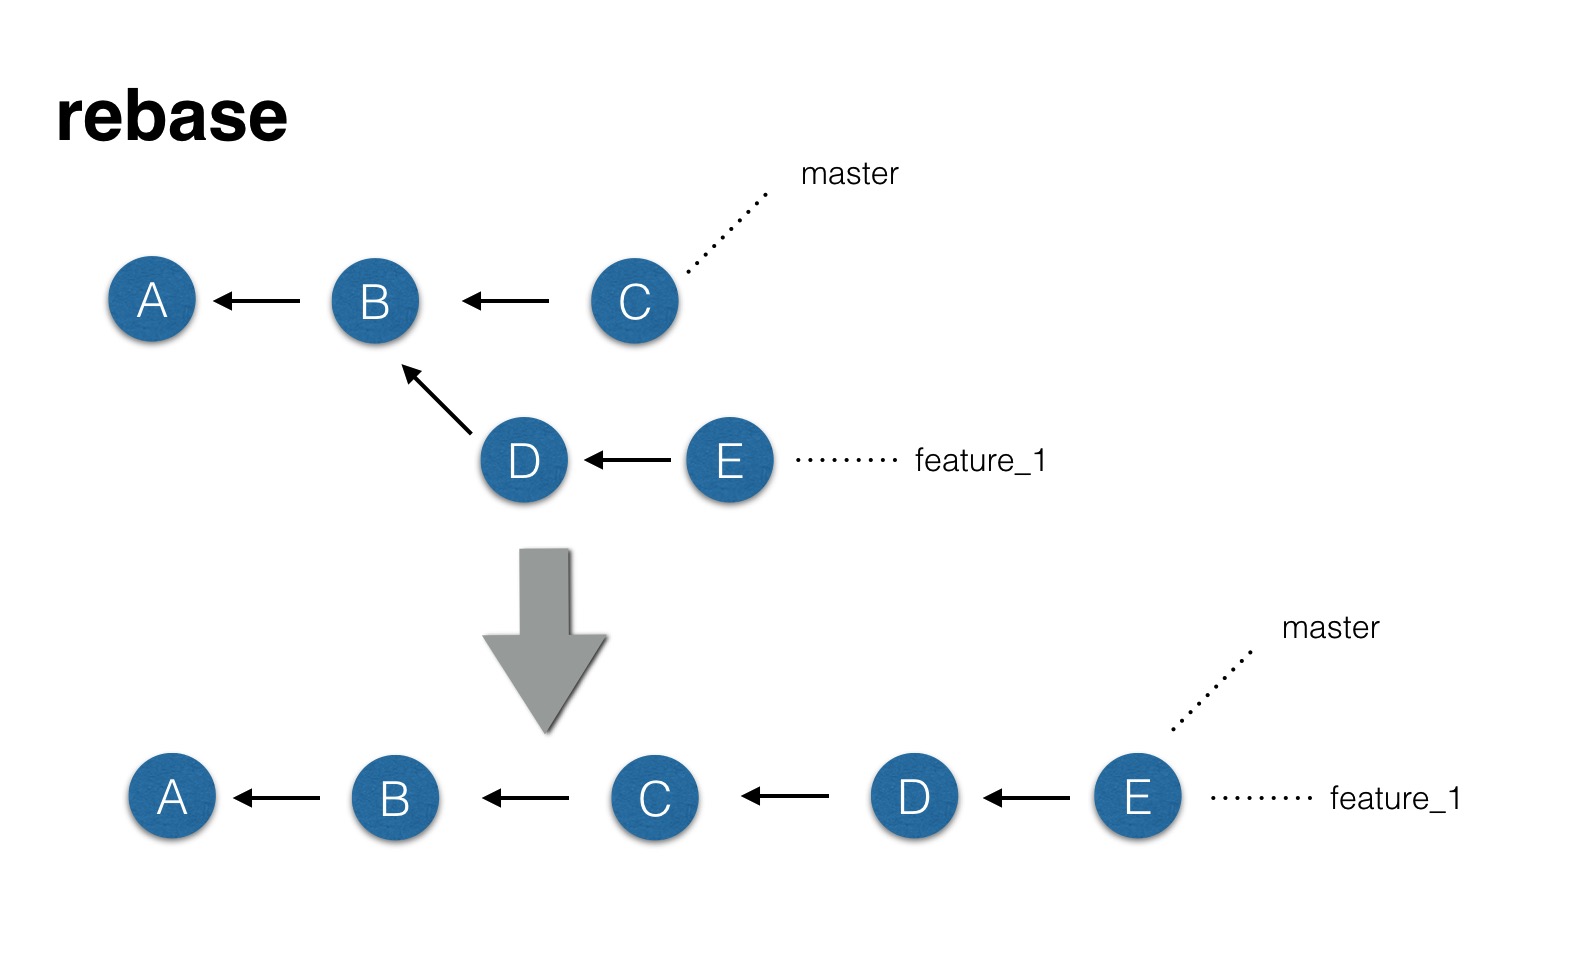 rebase
master
A B C
D E feature_1
master
A B C D E feature_1